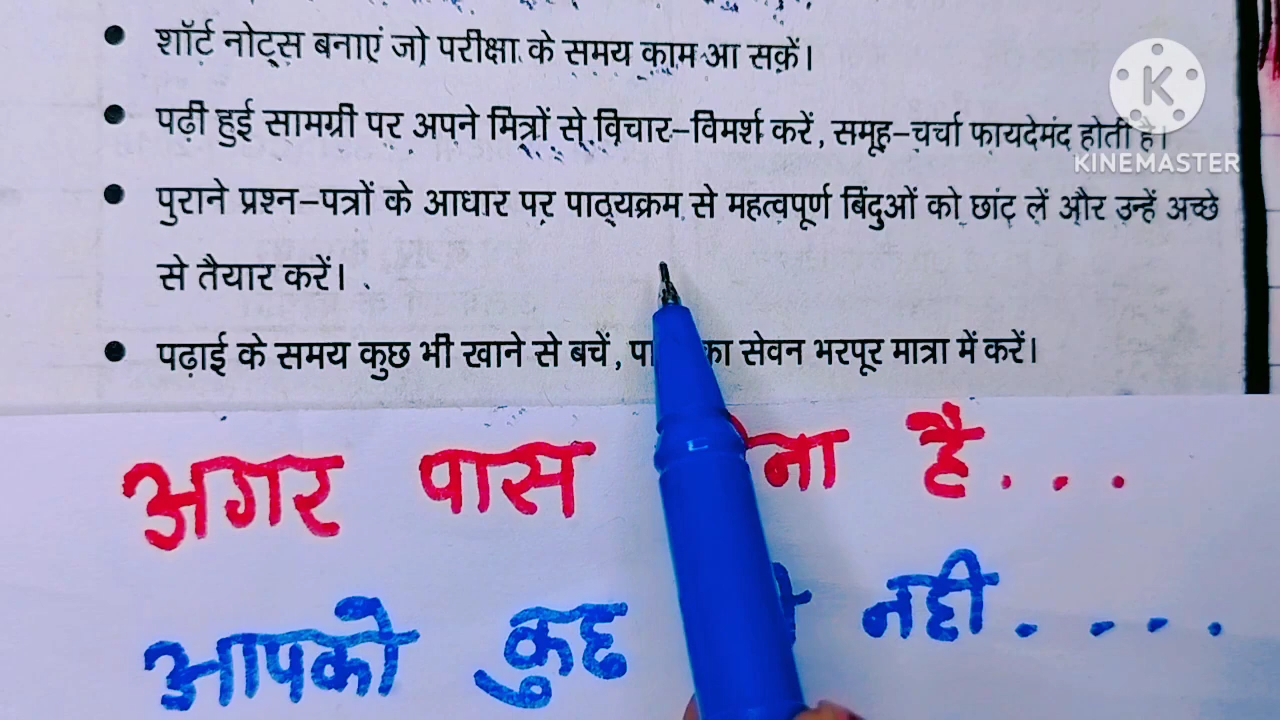 शॉर्ट नोट्स बनाएं जो परीक्षा के समय काम आ सकें।
पढ़ी हुई सामग्री पर अपने मित्रों से विचार-विमर्श करें, समूह-चर्चा फायदेमंद होती है।
KINEMASTER
पुराने प्रश्न-पत्रों के आधार पर पाठ्यक्रम से महत्वपूर्ण बिंदुओं को छांट लें और उन्हें अच्छे
से तैयार करें।
पढ़ाई के समय कुछ भी खाने से बचें, का सेवन भरपूर मात्रा में करें।
अगर पास है....
आपको कुछ नही....